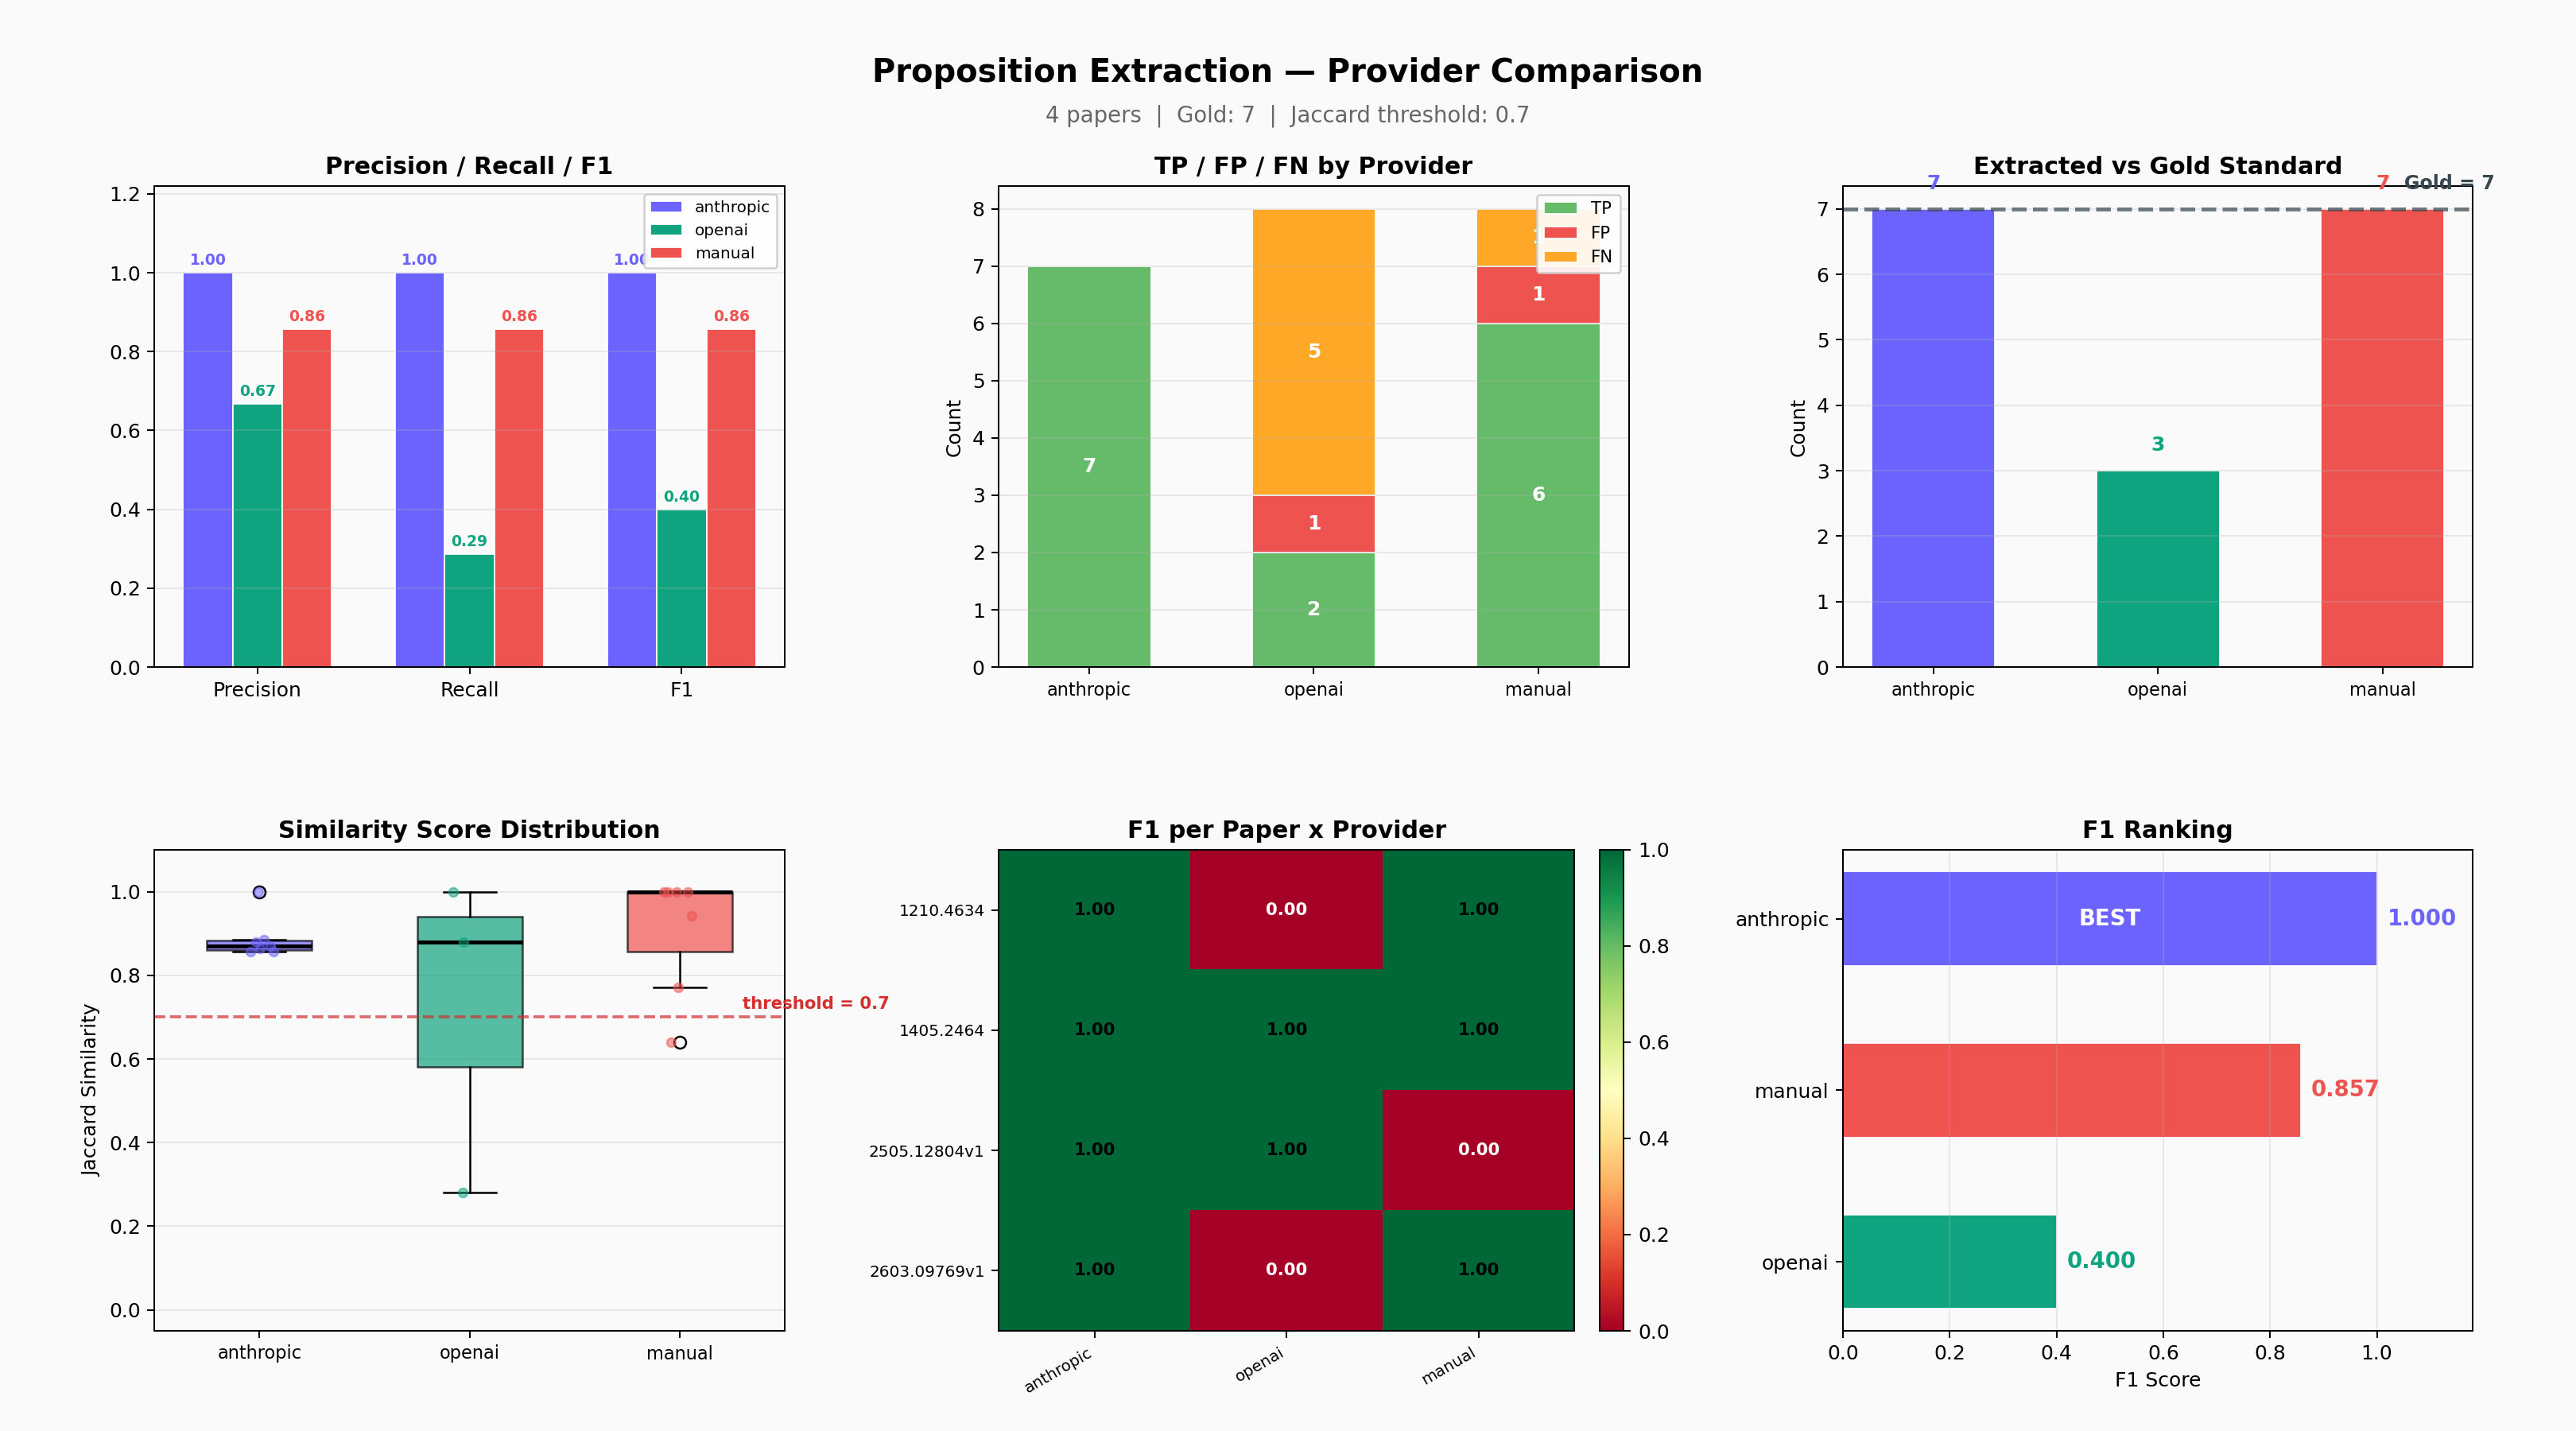 Proposition Extraction — Provider Comparison
4 papers | Gold: 7 | Jaccard threshold: 0.7
Precision / Recall / F1
1.2
1.0
0.8
0.6
0.4
0.2
0.0
anthropic
openai
manual
1.00
0.67
0.86
1.00
0.29
0.86
1.00
0.40
0.86
Precision
Recall
F1
TP / FP / FN by Provider
Count
8
7
6
5
4
3
2
1
0
TP
FP
FN
7
5
1
2
1
6
anthropic
openai
manual
Extracted vs Gold Standard
7
7
Gold = 7
Count
7
6
5
4
3
2
1
0
3
anthropic
openai
manual
Similarity Score Distribution
Jaccard Similarity
1.0
0.8
0.6
0.4
0.2
0.0
threshold = 0.7
anthropic
openai
manual
F1 per Paper x Provider
1210.4634
1.00
0.00
1.00
1405.2464
1.00
1.00
1.00
2505.12804v1
1.00
1.00
0.00
2603.09769v1
1.00
0.00
1.00
anthropic
openai
manual
1.0
0.8
0.6
0.4
0.2
0.0
F1 Ranking
anthropic
BEST
1.000
manual
0.857
openai
0.400
0.0
0.2
0.4
0.6
0.8
1.0
F1 Score